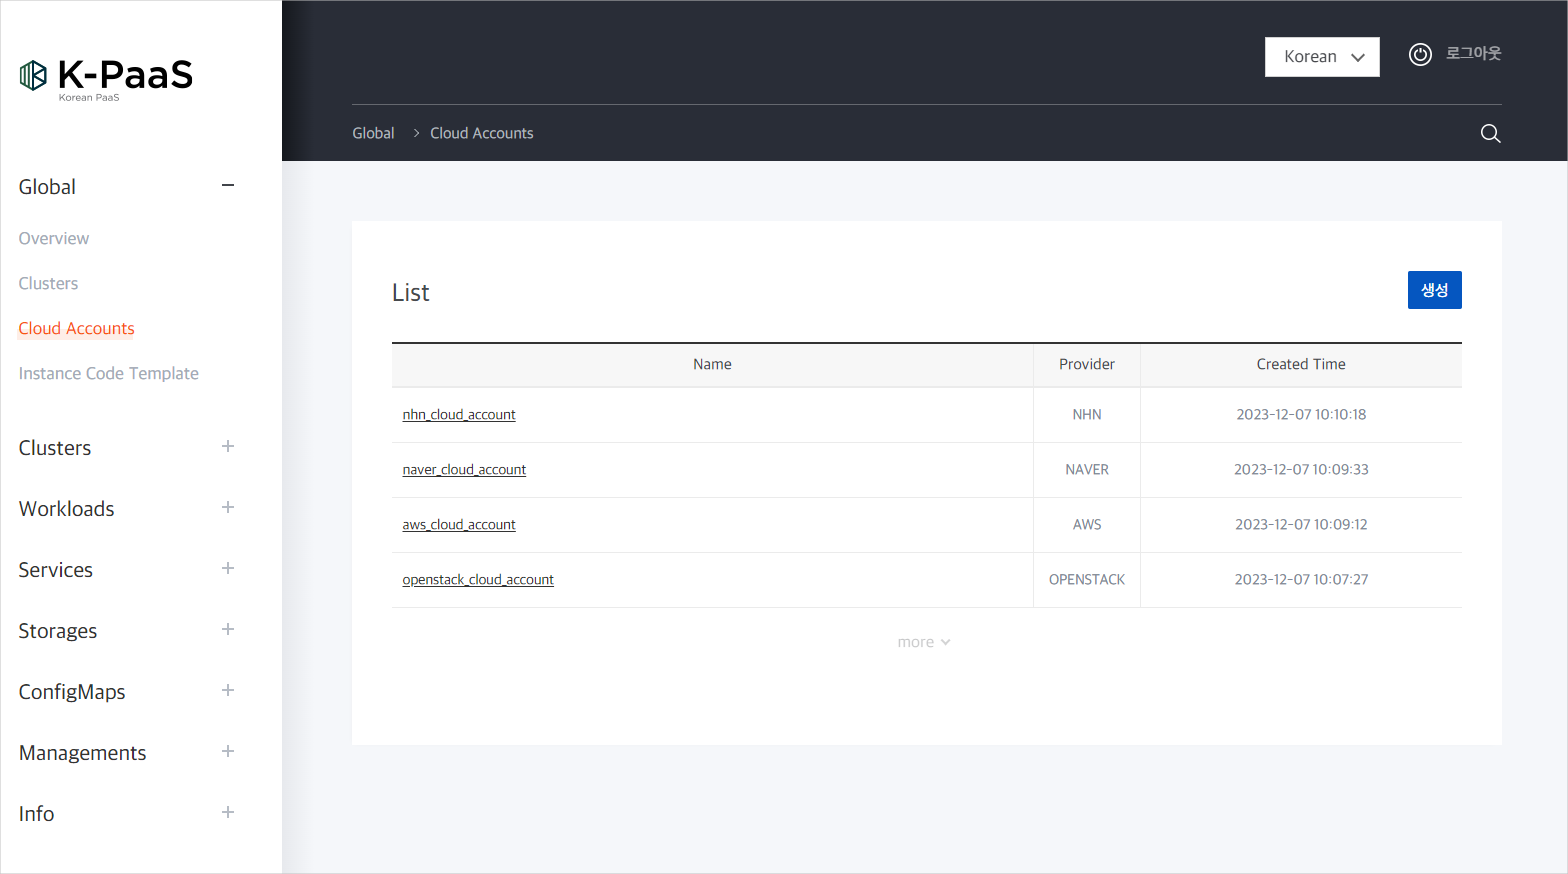 K-PaaS
Korean PaaS
Korean
로그아웃
Global > Cloud Accounts
Global
Overview
Clusters
Cloud Accounts
Instance Code Template
Clusters
Workloads
Services
Storages
ConfigMaps
Managements
Info
List
생성
Name Provider Created Time
nhn_cloud_account NHN 2023-12-07 10:10:18
naver_cloud_account NAVER 2023-12-07 10:09:33
aws_cloud_account AWS 2023-12-07 10:09:12
openstack_cloud_account OPENSTACK 2023-12-07 10:07:27
more